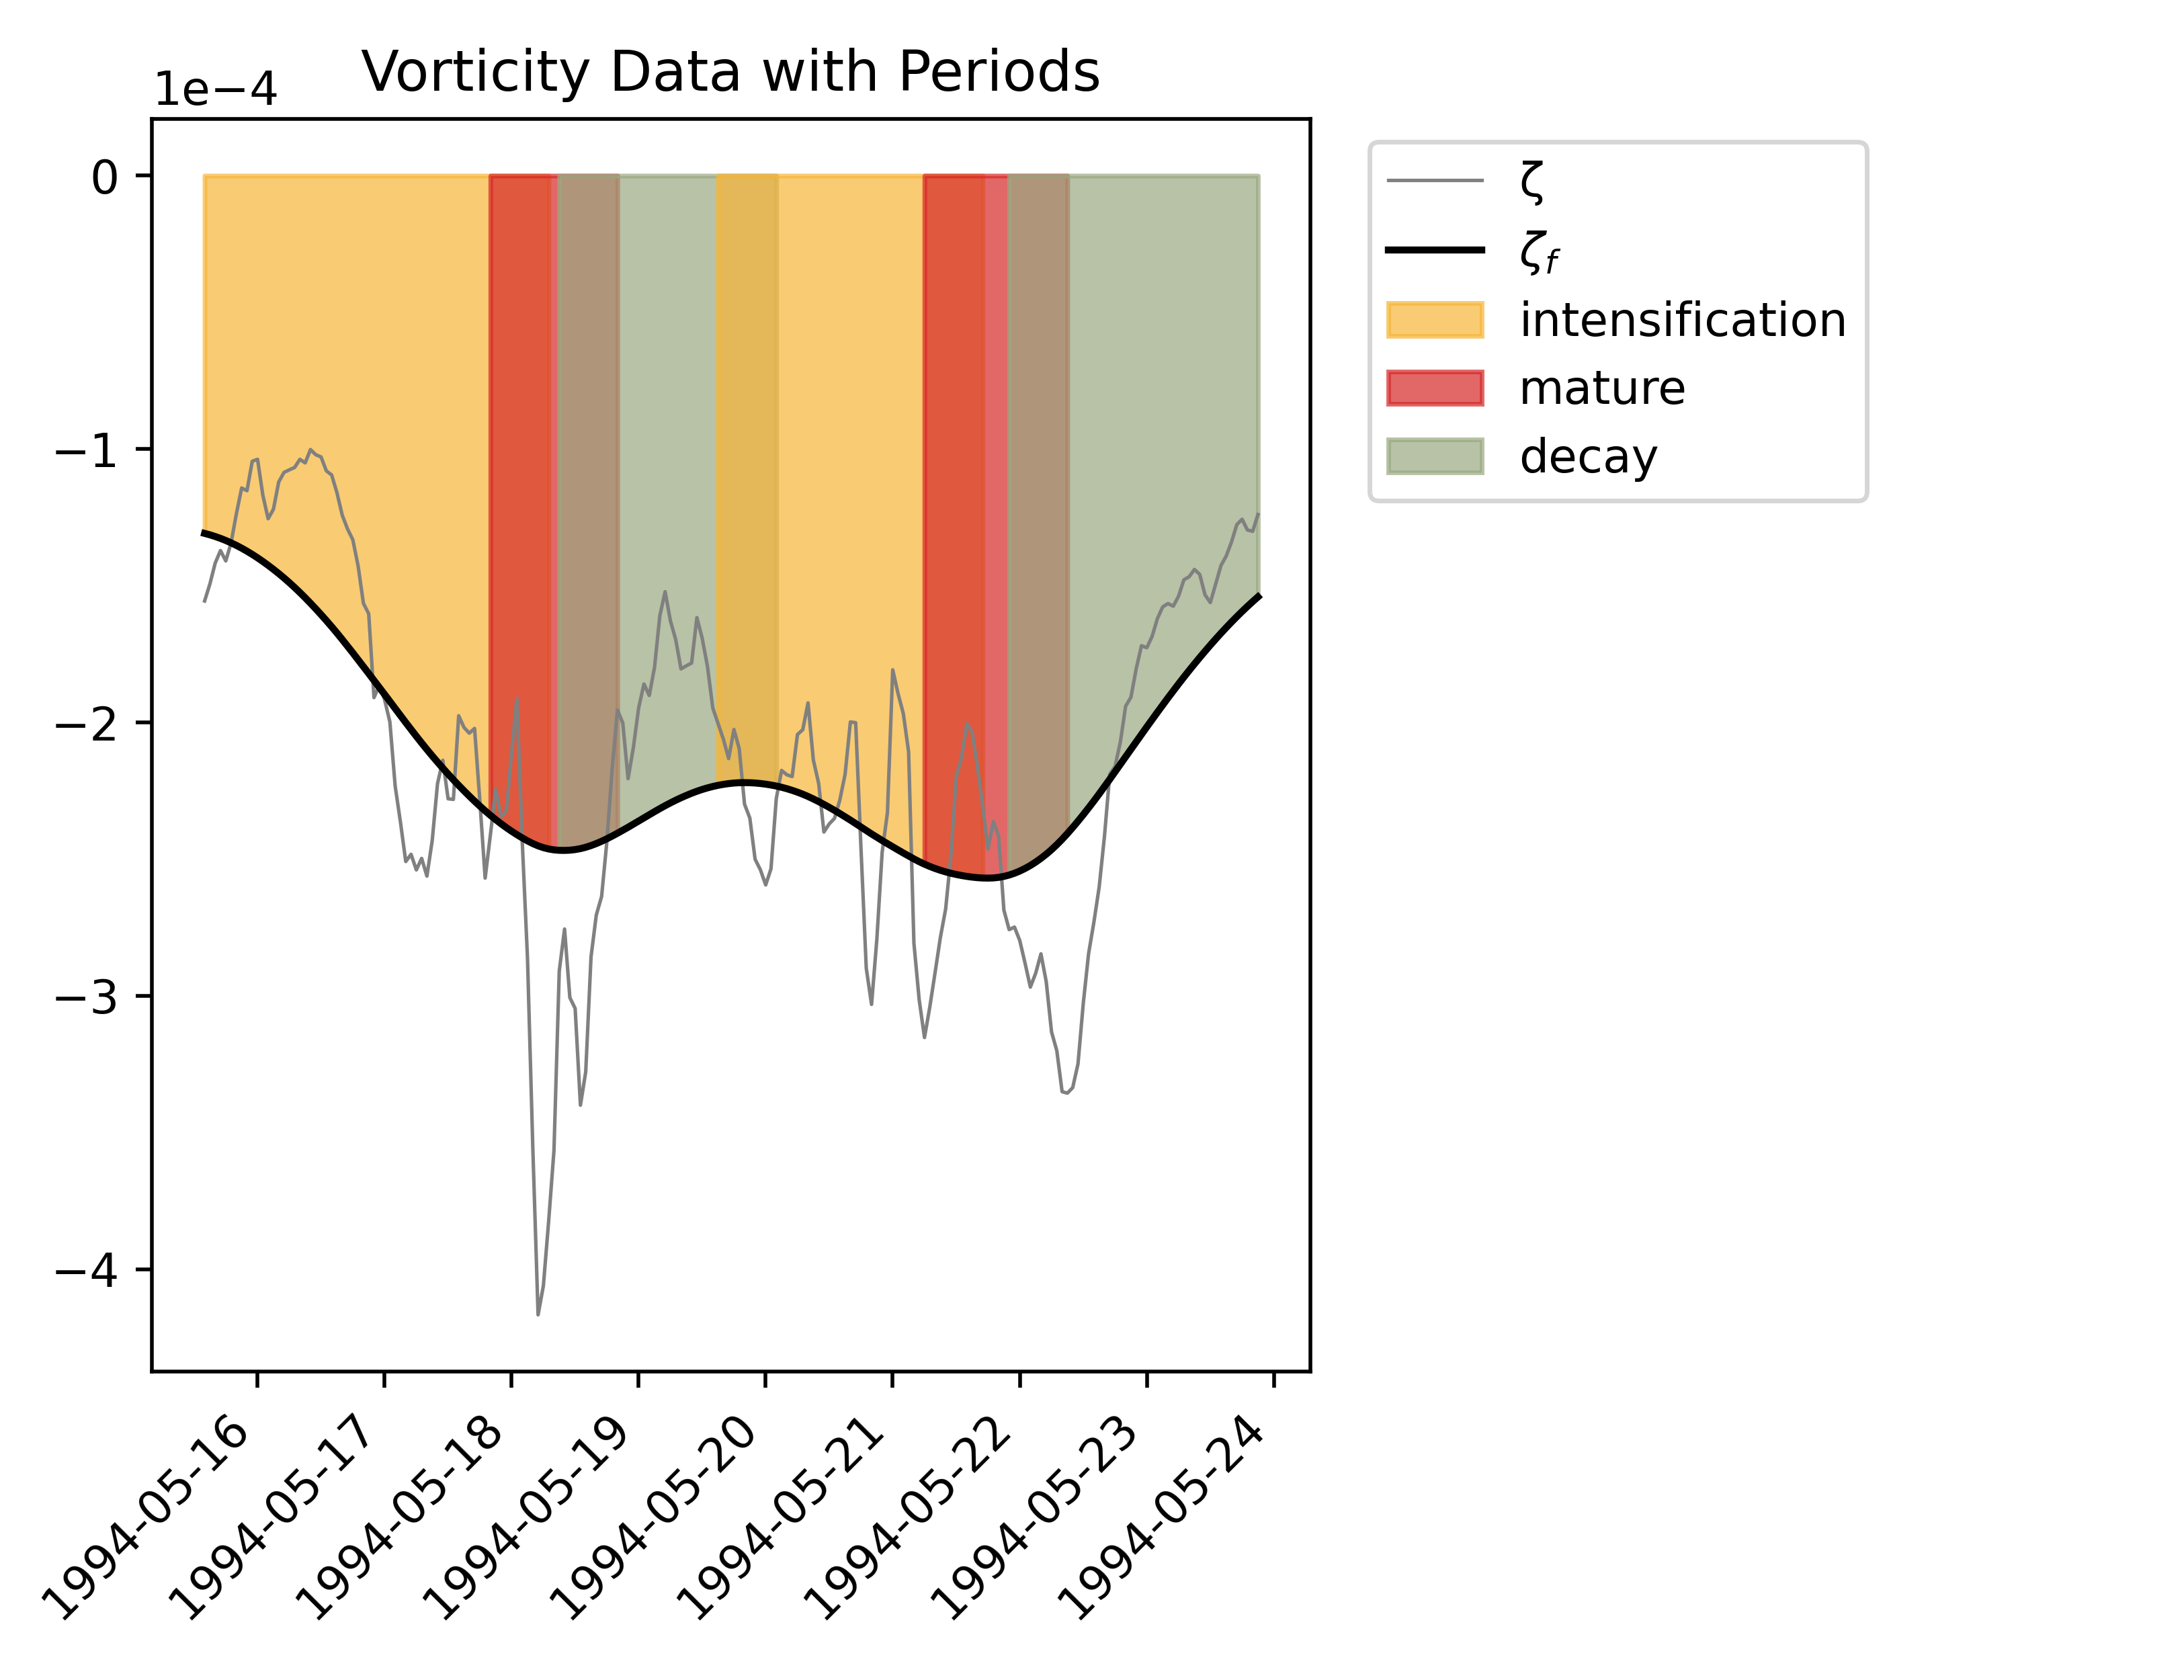 Vorticity Data with Periods
1e−4
0
−1
−2
−3
−4
1994-05-16
1994-05-17
1994-05-18
1994-05-19
1994-05-20
1994-05-21
1994-05-22
1994-05-23
1994-05-24
ζ
ζf
intensification
mature
decay